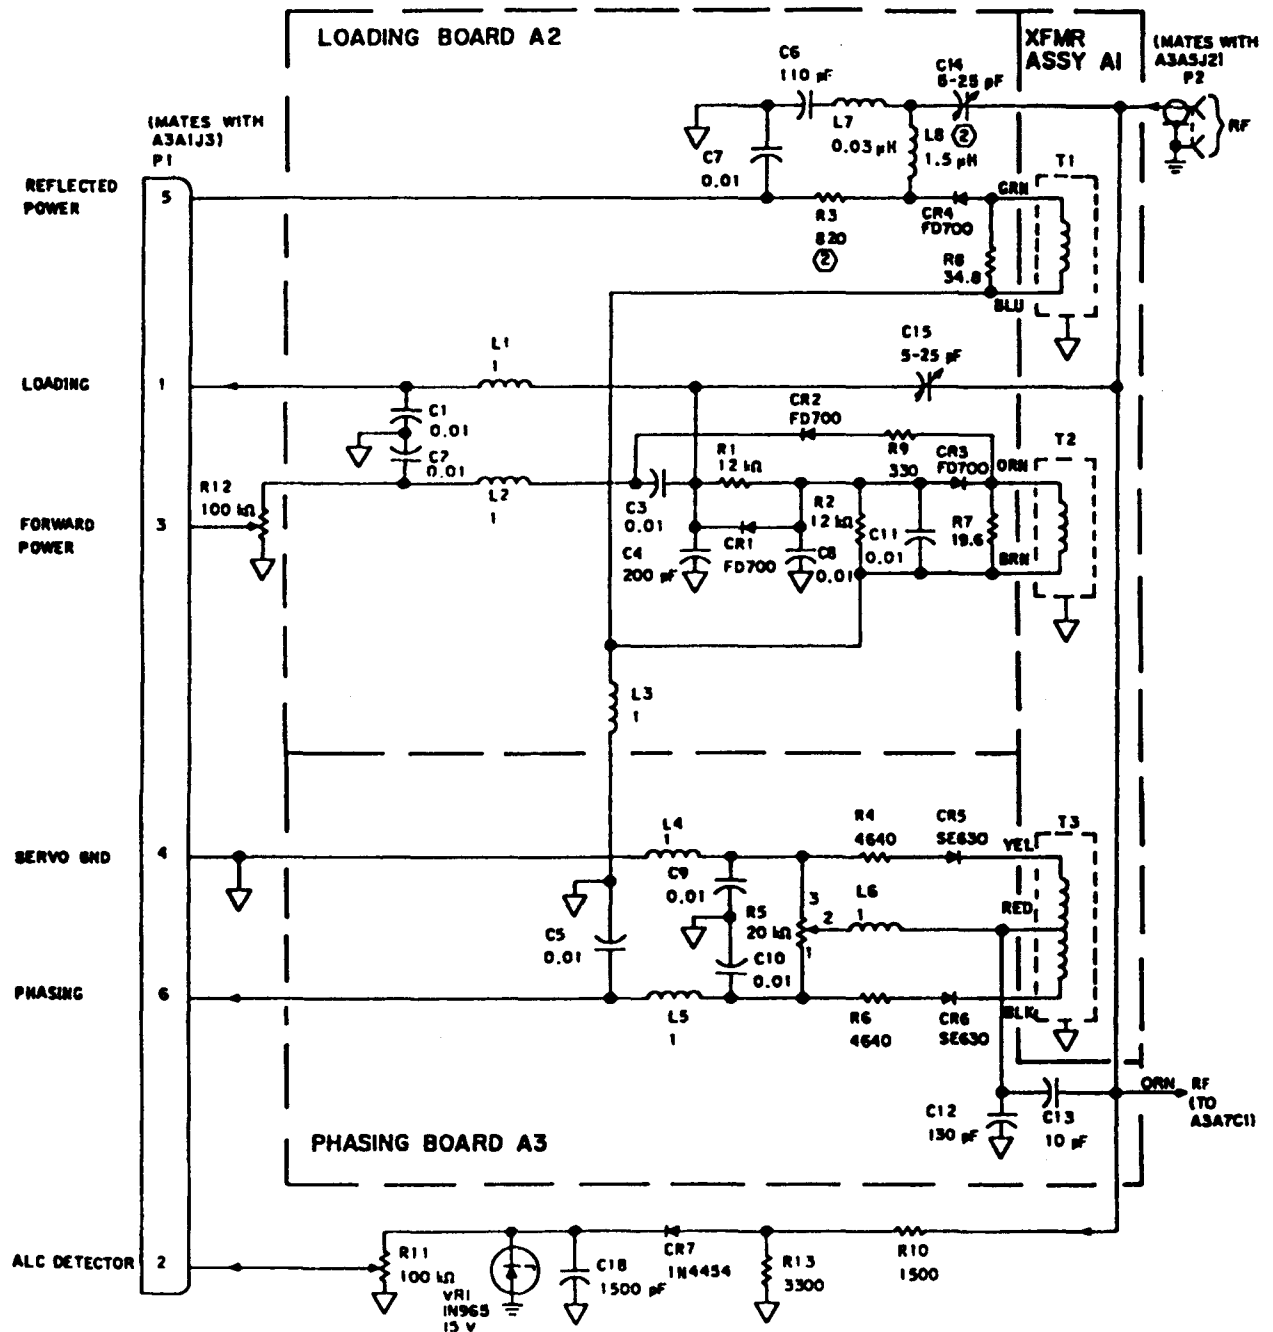 LOADING BOARD A2
XFMR
ASSY A1
(MATES WITH
A3A5J2)
P2
RF
C6
110 pF
C14
5-25 pF
2
L7
0.03 µH
L8
1.5 µH
C7
0.01
(MATES WITH
A3A1J3)
P1
REFLECTED
POWER
5
R3
820
2
CR4
FD700
GRN
T1
R8
34.8
BLU
C15
5-25 pF
L1
1
LOADING
1
C1
0.01
C2
0.01
CR2
FD700
R1
12 kΩ
R9
330
CR3
FD700
ORN
T2
R12
100 kΩ
L2
1
C3
0.01
R2
12 kΩ
C11
0.01
R7
19.6
FORWARD
POWER
3
C4
200 pF
CR1
FD700
C8
0.01
BRN
L3
1
R4
4640
CR5
SE630
T3
YEL
SERVO GND
4
L4
1
C9
0.01
3
L6
1
RED
R5
20 kΩ
2
1
C5
0.01
C10
0.01
PHASING
6
L5
1
R6
4640
CR6
SE630
BLK
ORN
RF
(TO
A3A7C1)
C12
130 pF
C13
10 pF
PHASING BOARD A3
ALC DETECTOR
2
R11
100 kΩ
VR1
1N965
15 V
C18
1500 pF
CR7
1N4454
R13
3300
R10
1500